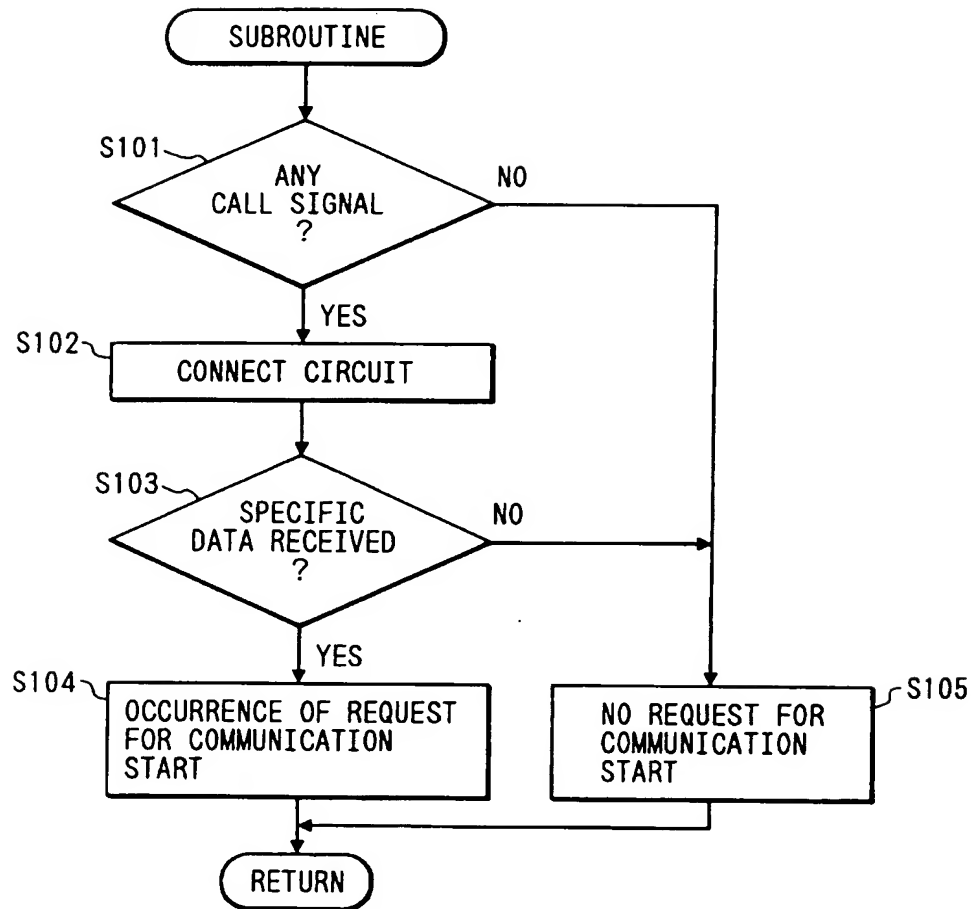 SUBROUTINE
S101
ANY
CALL SIGNAL
?
NO
YES
S102
CONNECT CIRCUIT
S103
SPECIFIC
DATA RECEIVED
?
NO
YES
S104
OCCURRENCE OF REQUEST
FOR COMMUNICATION
START
S105
NO REQUEST FOR
COMMUNICATION
START
RETURN